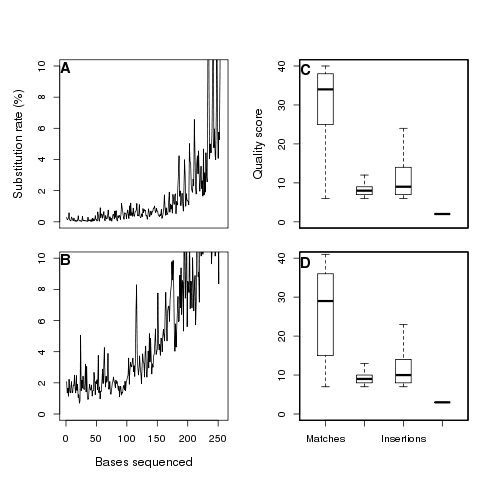 A
Substitution rate (%)
0 2 4 6 8 10
C
Quality score
0 10 20 30 40
B
0 2 4 6 8 10
0 50 100 150 200 250
Bases sequenced
D
0 10 20 30 40
Matches Insertions